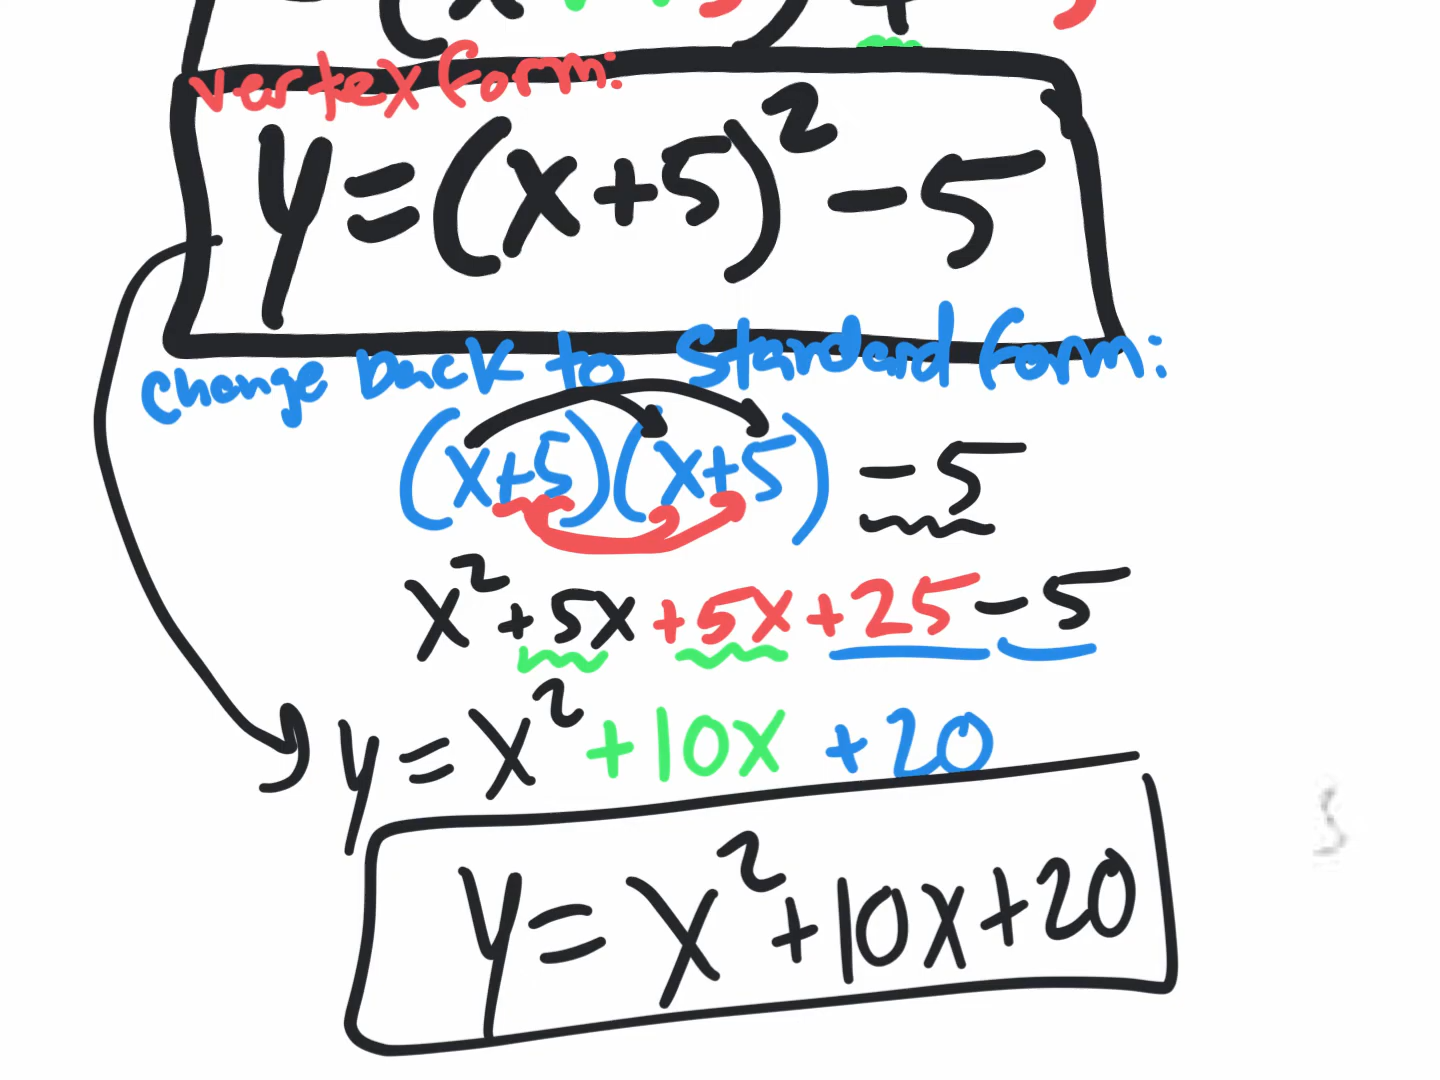 vertex form:
y=(x+5)²-5
Change back to Standard form:
(x+5)(x+5) -5
x²+5x+5x+25-5
y=x²+10x+20
y=x²+10x+20